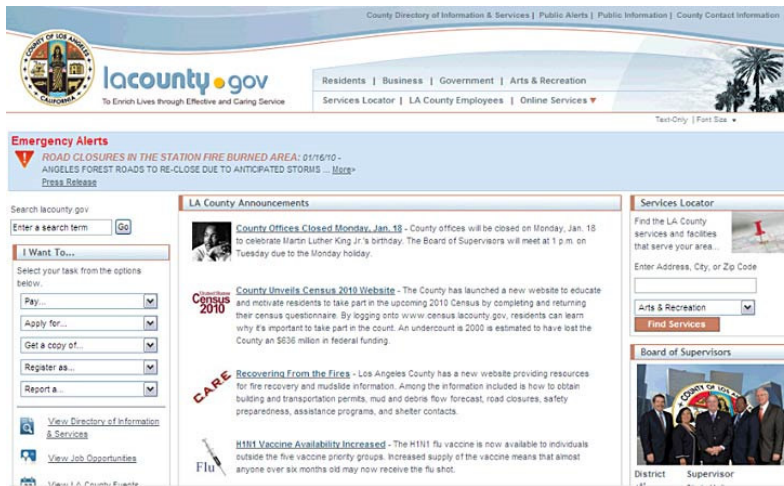 County Directory of Information & Services | Public Alerts | Public Information | County Contact Information
COUNTY OF LOS ANGELES
CALIFORNIA
lacounty.gov
To Enrich Lives through Effective and Caring Service
Residents | Business | Government | Arts & Recreation
Services Locator | LA County Employees | Online Services
Text-Only | Font Size
Emergency Alerts
ROAD CLOSURES IN THE STATION FIRE BURNED AREA: 01/16/10 -
ANGELES FOREST ROADS TO RE-CLOSE DUE TO ANTICIPATED STORMS ... More>
Press Release
Search lacounty.gov
Enter a search term Go
I Want To...
Select your task from the options
below.
Pay...
Apply for...
Get a copy of...
Register as...
Report a...
View Directory of Information
& Services
View Job Opportunities
View LA County Events
LA County Announcements
County Offices Closed Monday, Jan. 18 - County offices will be closed on Monday, Jan. 18
to celebrate Martin Luther King Jr.'s birthday. The Board of Supervisors will meet at 1 p.m. on
Tuesday due to the Monday holiday.
United States
Census
2010
County Unveils Census 2010 Website - The County has launched a new website to educate
and motivate residents to take part in the upcoming 2010 Census by completing and returning
their census questionnaire. By logging onto www.census.lacounty.gov, residents can learn
why it's important to take part in the count. An undercount is 2000 is estimated to have lost the
County an $636 million in federal funding.
C.A.R.E
Recovering From the Fires - Los Angeles County has a new website providing resources
for fire recovery and mudslide information. Among the information included is how to obtain
building and transportation permits, mud and debris flow forecast, road closures, safety
preparedness, assistance programs, and shelter contacts.
Flu
H1N1 Vaccine Availability Increased - The H1N1 flu vaccine is now available to individuals
outside the five vaccine priority groups. Increased supply of the vaccine means that almost
anyone over six months old may now receive the flu shot.
Services Locator
Find the LA County
services and facilities
that serve your area...
Enter Address, City, or Zip Code
Arts & Recreation
Find Services
Board of Supervisors
District Supervisor